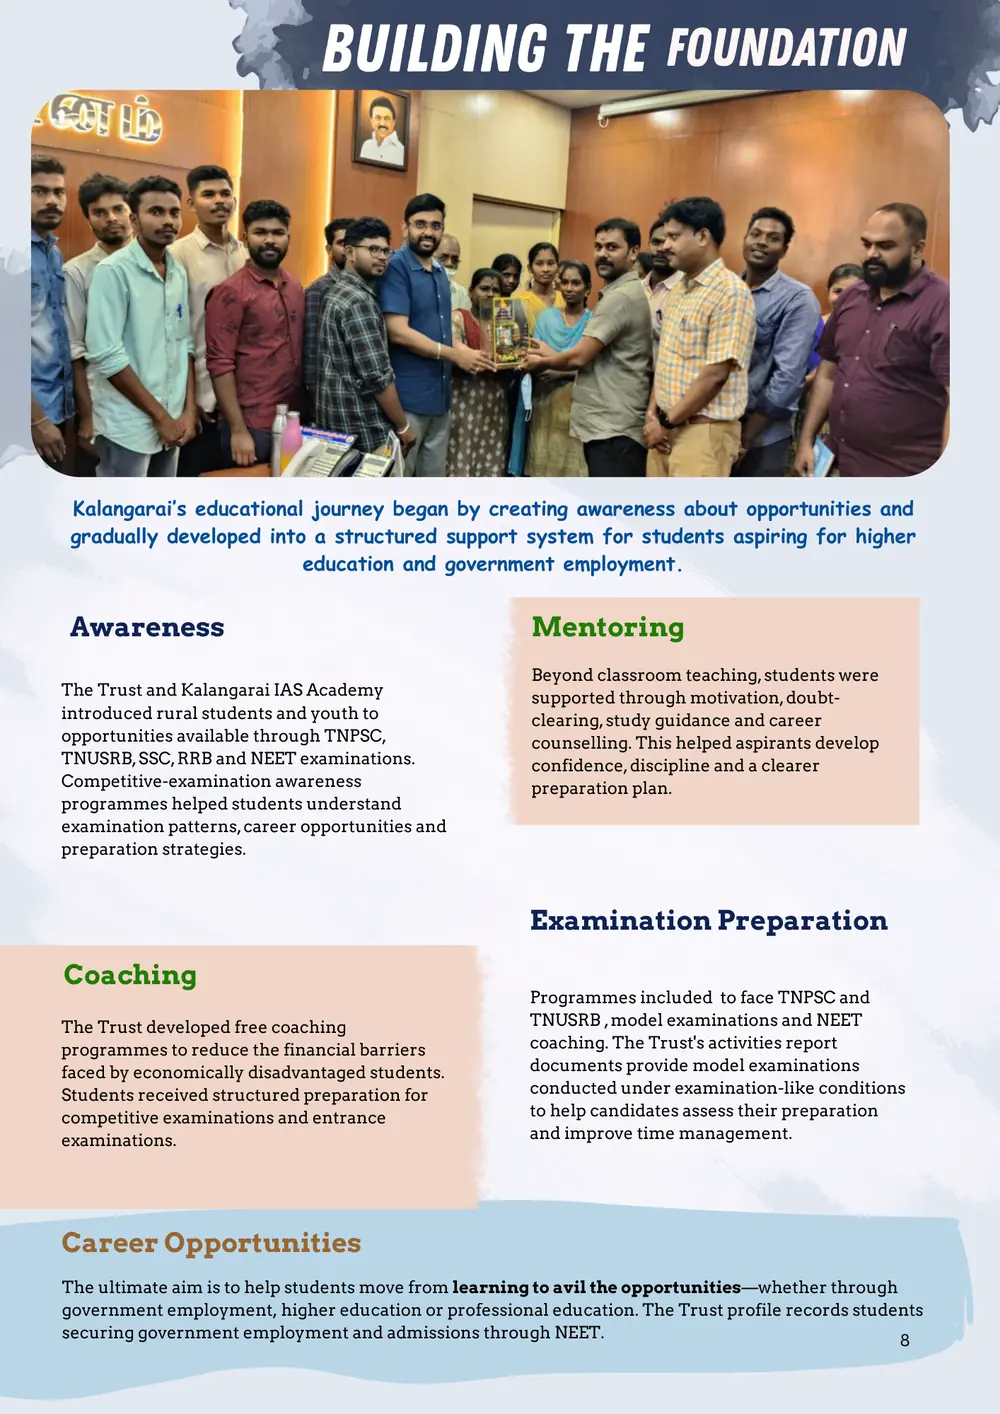 BUILDING THE FOUNDATION
னம்
Kalangarai's educational journey began by creating awareness about opportunities and
gradually developed into a structured support system for students aspiring for higher
education and government employment.
Awareness
The Trust and Kalangarai IAS Academy
introduced rural students and youth to
opportunities available through TNPSC,
TNUSRB, SSC, RRB and NEET examinations.
Competitive-examination awareness
programmes helped students understand
examination patterns, career opportunities and
preparation strategies.
Mentoring
Beyond classroom teaching, students were
supported through motivation, doubt-
clearing, study guidance and career
counselling. This helped aspirants develop
confidence, discipline and a clearer
preparation plan.
Coaching
The Trust developed free coaching
programmes to reduce the financial barriers
faced by economically disadvantaged students.
Students received structured preparation for
competitive examinations and entrance
examinations.
Examination Preparation
Programmes included  to face TNPSC and
TNUSRB , model examinations and NEET
coaching. The Trust's activities report
documents provide model examinations
conducted under examination-like conditions
to help candidates assess their preparation
and improve time management.
Career Opportunities
The ultimate aim is to help students move from learning to avil the opportunities—whether through
government employment, higher education or professional education. The Trust profile records students
securing government employment and admissions through NEET.
8